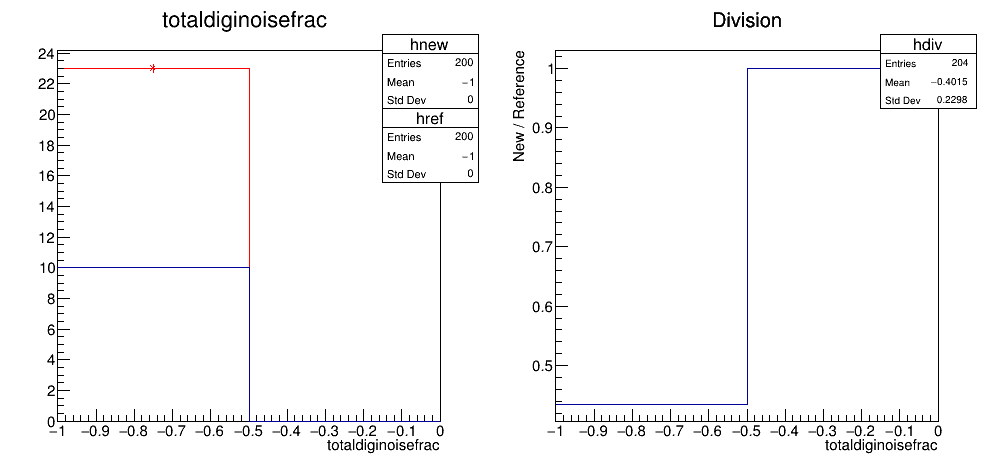 totaldiginoisefrac
hnew
Entries 200
Mean −1
Std Dev 0
href
Entries 200
Mean −1
Std Dev 0
24
22
20
18
16
14
12
10
8
6
4
2
0
−1 −0.9 −0.8 −0.7 −0.6 −0.5 −0.4 −0.3 −0.2 −0.1 0
totaldiginoisefrac
Division
hdiv
Entries 204
Mean −0.4015
Std Dev 0.2298
New / Reference
1
0.9
0.8
0.7
0.6
0.5
−1 −0.9 −0.8 −0.7 −0.6 −0.5 −0.4 −0.3 −0.2 −0.1 0
totaldiginoisefrac